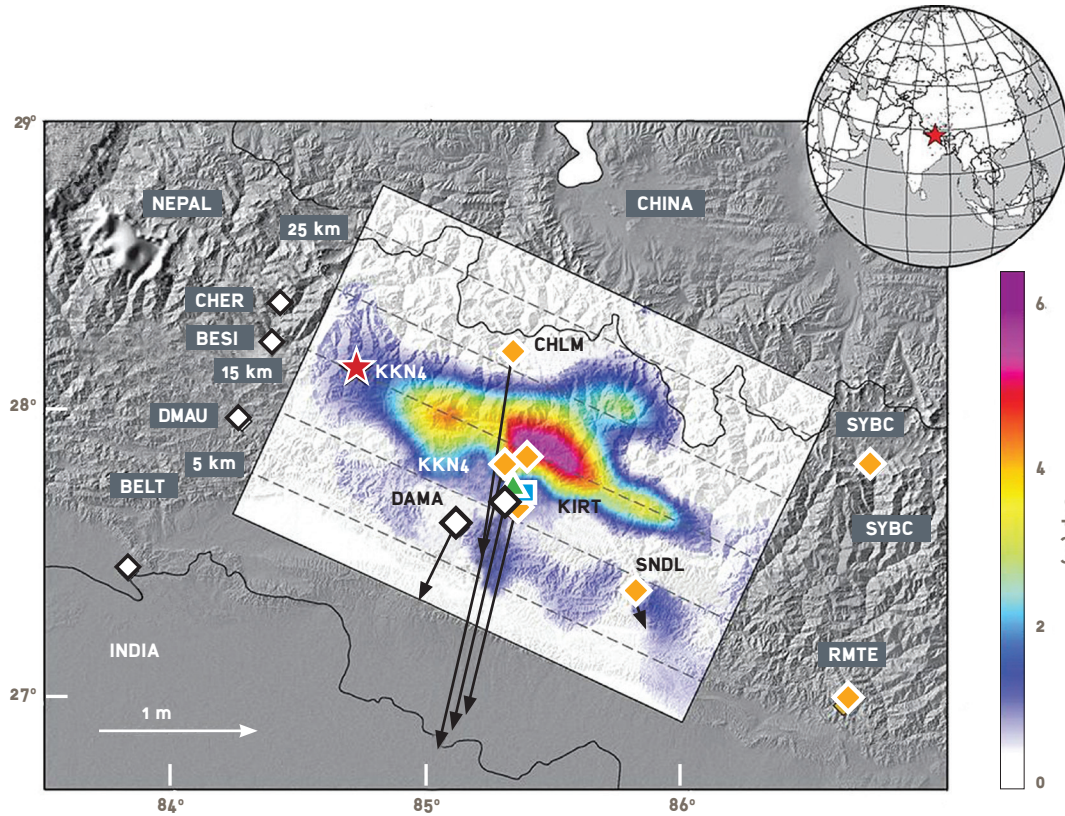 29°
NEPAL
CHINA
25 km
CHER
BESI
CHLM
KKN4
15 km
28°
DMAU
SYBC
KKN4
5 km
BELT
DAMA
KIRT
SYBC
SNDL
INDIA
RMTE
27°
1 m
84°
85°
86°
6
4
2
0